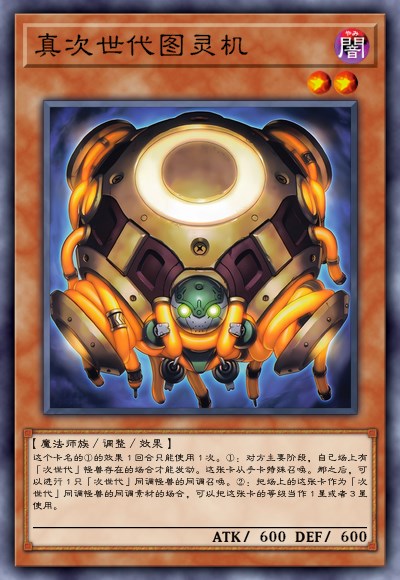 真次世代图灵机
やみ
闇
【魔法师族／调整／效果】
这个卡名的①的效果1回合只能使用1次。①：对方主要阶段，自己场上有
「次世代」怪兽存在的场合才能发动。这张卡从手卡特殊召唤。那之后，可
以进行1只「次世代」同调怪兽的同调召唤。②：把场上的这张卡作为「次
世代」同调怪兽的同调素材的场合，可以把这张卡的等级当作1星或者3星
使用。
ATK／ 600 DEF／ 600